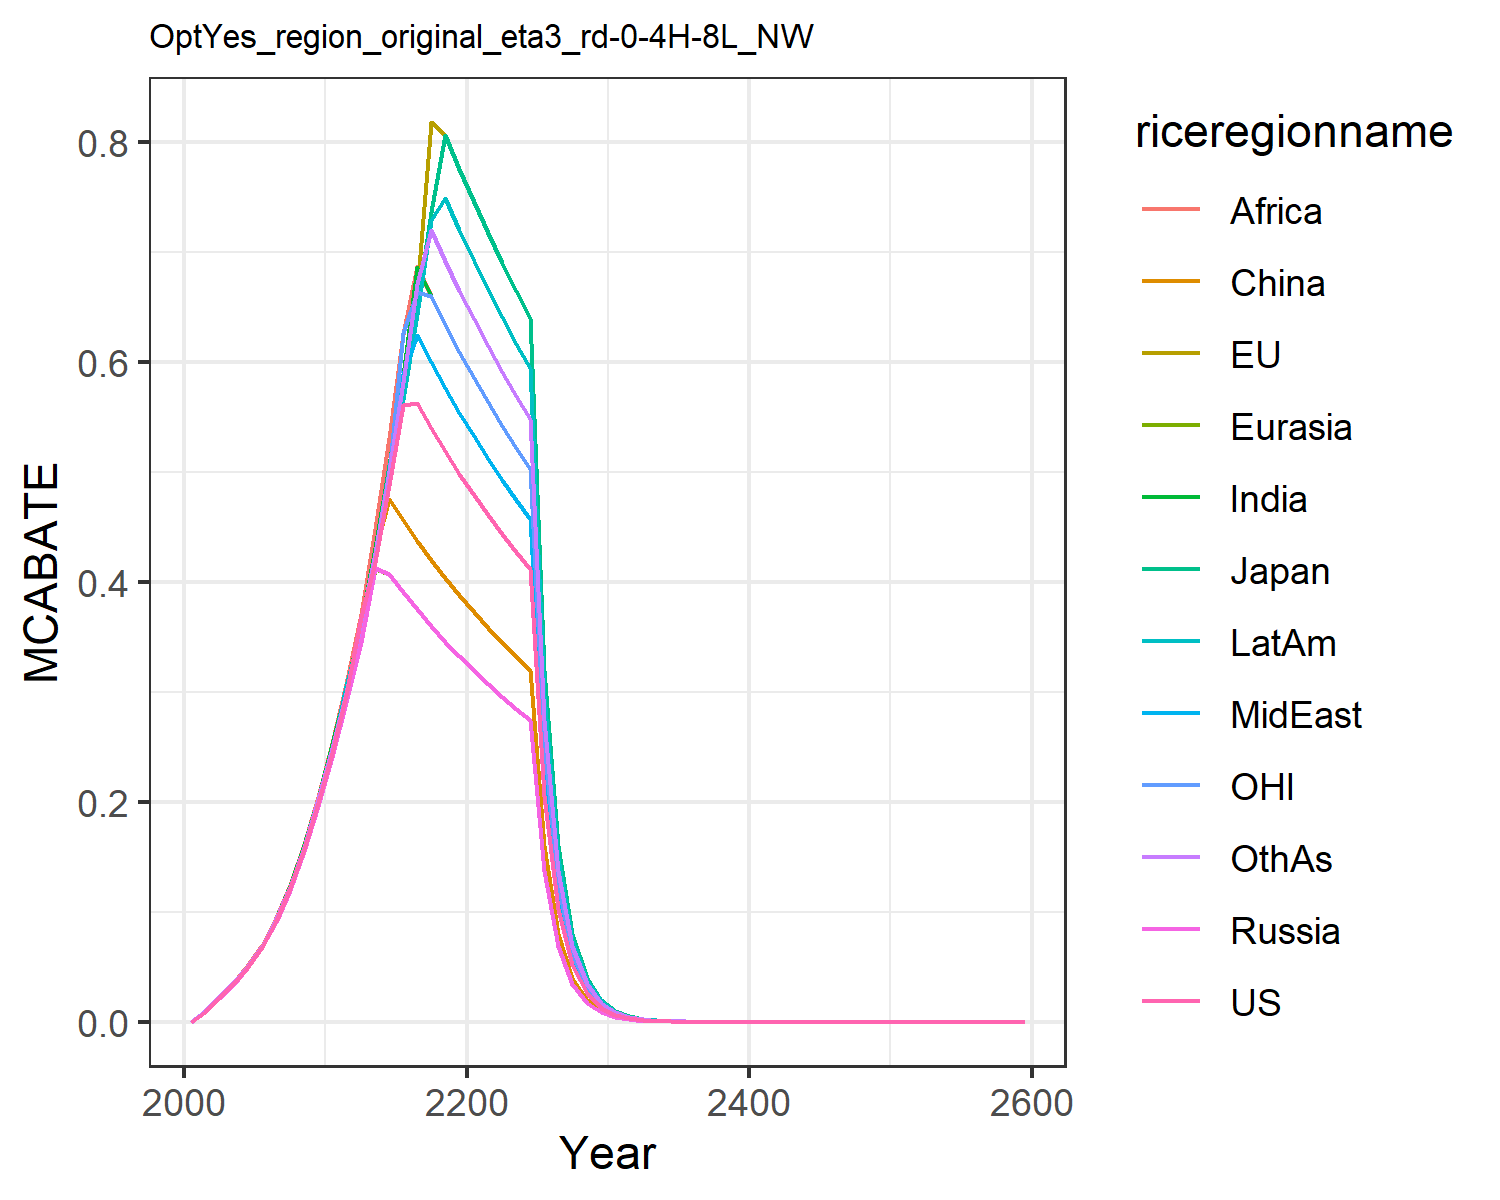 OptYes_region_original_eta3_rd-0-4H-8L_NW
MCABATE
0.8
0.6
0.4
0.2
0.0
2000
2200
2400
2600
Year
riceregionname
Africa
China
EU
Eurasia
India
Japan
LatAm
MidEast
OHI
OthAs
Russia
US